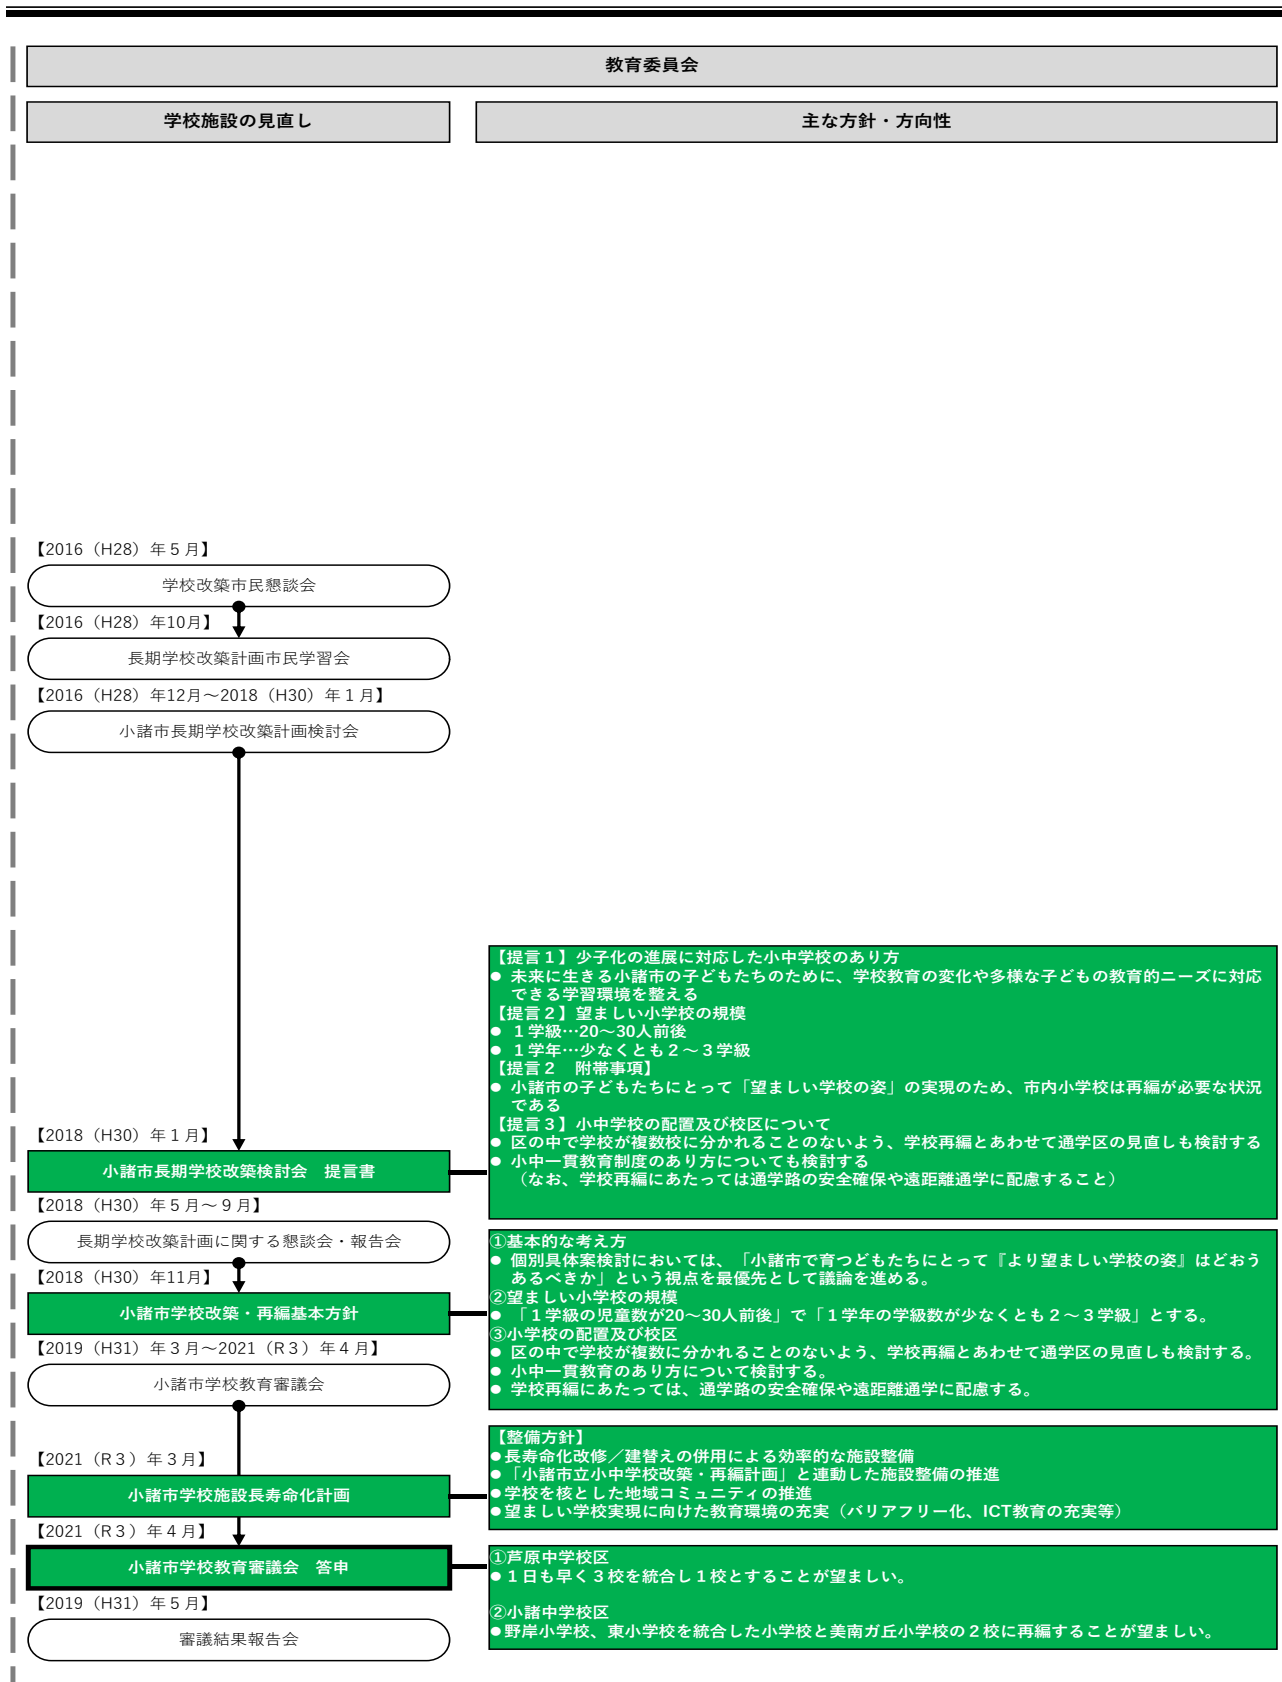 教育委員会
学校施設の見直し
主な方針・方向性
【2016（H28）年５月】
学校改築市民懇談会
【2016（H28）年10月】
長期学校改築計画市民学習会
【2016（H28）年12月～2018（H30）年１月】
小諸市長期学校改築計画検討会
【2018（H30）年１月】
小諸市長期学校改築検討会　提言書
【提言１】少子化の進展に対応した小中学校のあり方
● 未来に生きる小諸市の子どもたちのために、学校教育の変化や多様な子どもの教育的ニーズに対応
できる学習環境を整える
【提言２】望ましい小学校の規模
● １学級…20～30人前後
● １学年…少なくとも２～３学級
【提言２　附帯事項】
● 小諸市の子どもたちにとって「望ましい学校の姿」の実現のため、市内小学校は再編が必要な状況
である
【提言３】小中学校の配置及び校区について
● 区の中で学校が複数校に分かれることのないよう、学校再編とあわせて通学区の見直しも検討する
● 小中一貫教育制度のあり方についても検討する
（なお、学校再編にあたっては通学路の安全確保や遠距離通学に配慮すること）
【2018（H30）年５月～９月】
長期学校改築計画に関する懇談会・報告会
【2018（H30）年11月】
小諸市学校改築・再編基本方針
①基本的な考え方
● 個別具体案検討においては、「小諸市で育つどもたちにとって『より望ましい学校の姿』はどおう
あるべきか」という視点を最優先として議論を進める。
②望ましい小学校の規模
● 「１学級の児童数が20～30人前後」で「１学年の学級数が少なくとも２～３学級」とする。
③小学校の配置及び校区
● 区の中で学校が複数に分かれることのないよう、学校再編とあわせて通学区の見直しも検討する。
● 小中一貫教育のあり方について検討する。
● 学校再編にあたっては、通学路の安全確保や遠距離通学に配慮する。
【2019（H31）年３月～2021（R３）年４月】
小諸市学校教育審議会
【2021（R３）年３月】
小諸市学校施設長寿命化計画
【整備方針】
●長寿命化改修／建替えの併用による効率的な施設整備
●「小諸市立小中学校改築・再編計画」と連動した施設整備の推進
●学校を核とした地域コミュニティの推進
●望ましい学校実現に向けた教育環境の充実（バリアフリー化、ICT教育の充実等）
【2021（R３）年４月】
小諸市学校教育審議会　答申
①芦原中学校区
●１日も早く３校を統合し１校とすることが望ましい。
②小諸中学校区
●野岸小学校、東小学校を統合した小学校と美南ガ丘小学校の２校に再編することが望ましい。
【2019（H31）年５月】
審議結果報告会